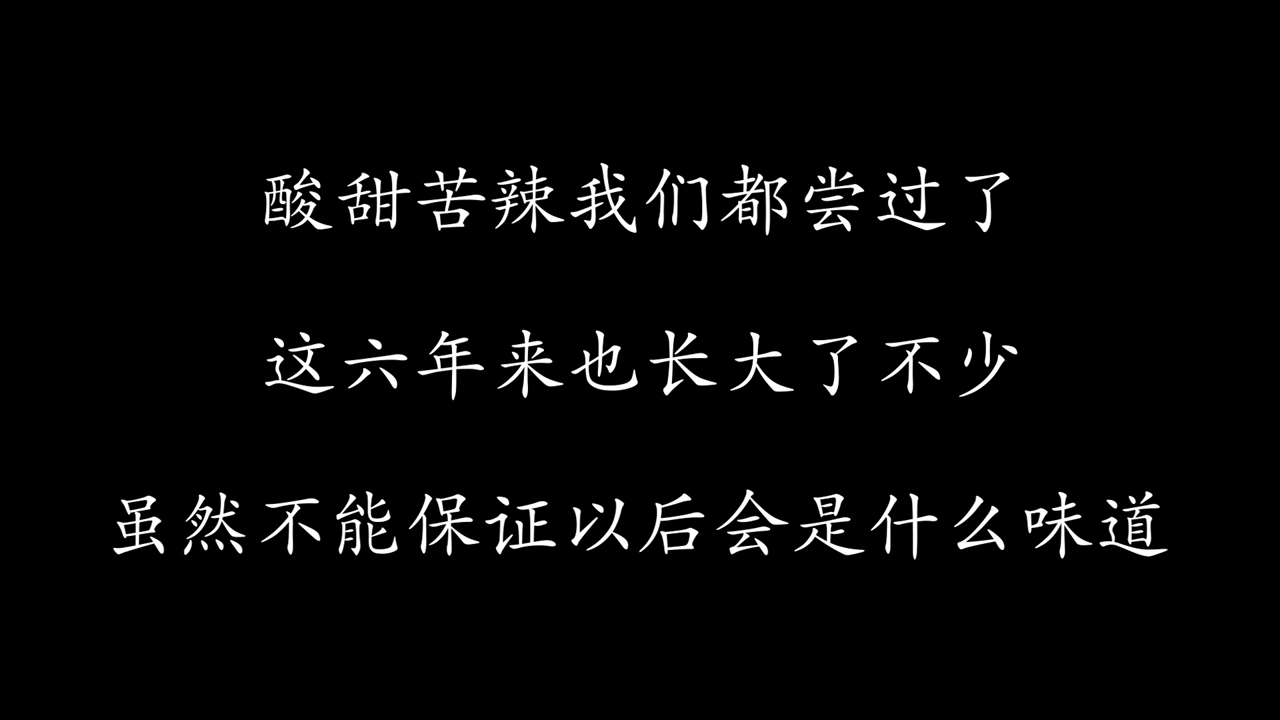 酸甜苦辣我们都尝过了
这六年来也长大了不少
虽然不能保证以后会是什么味道